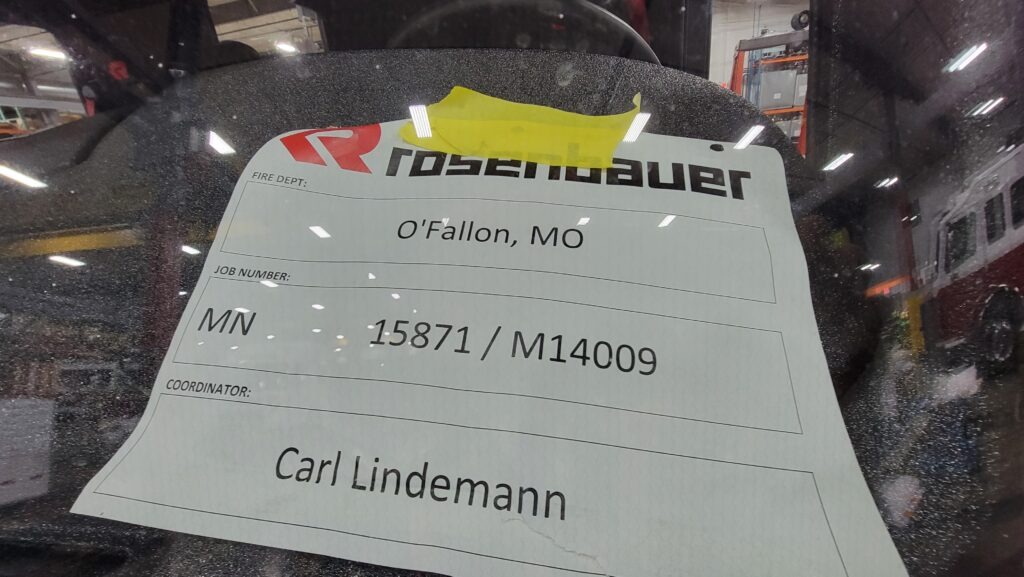 rosenbauer
FIRE DEPT:
O'Fallon, MO
JOB NUMBER:
MN 15871 / M14009
COORDINATOR:
Carl Lindemann